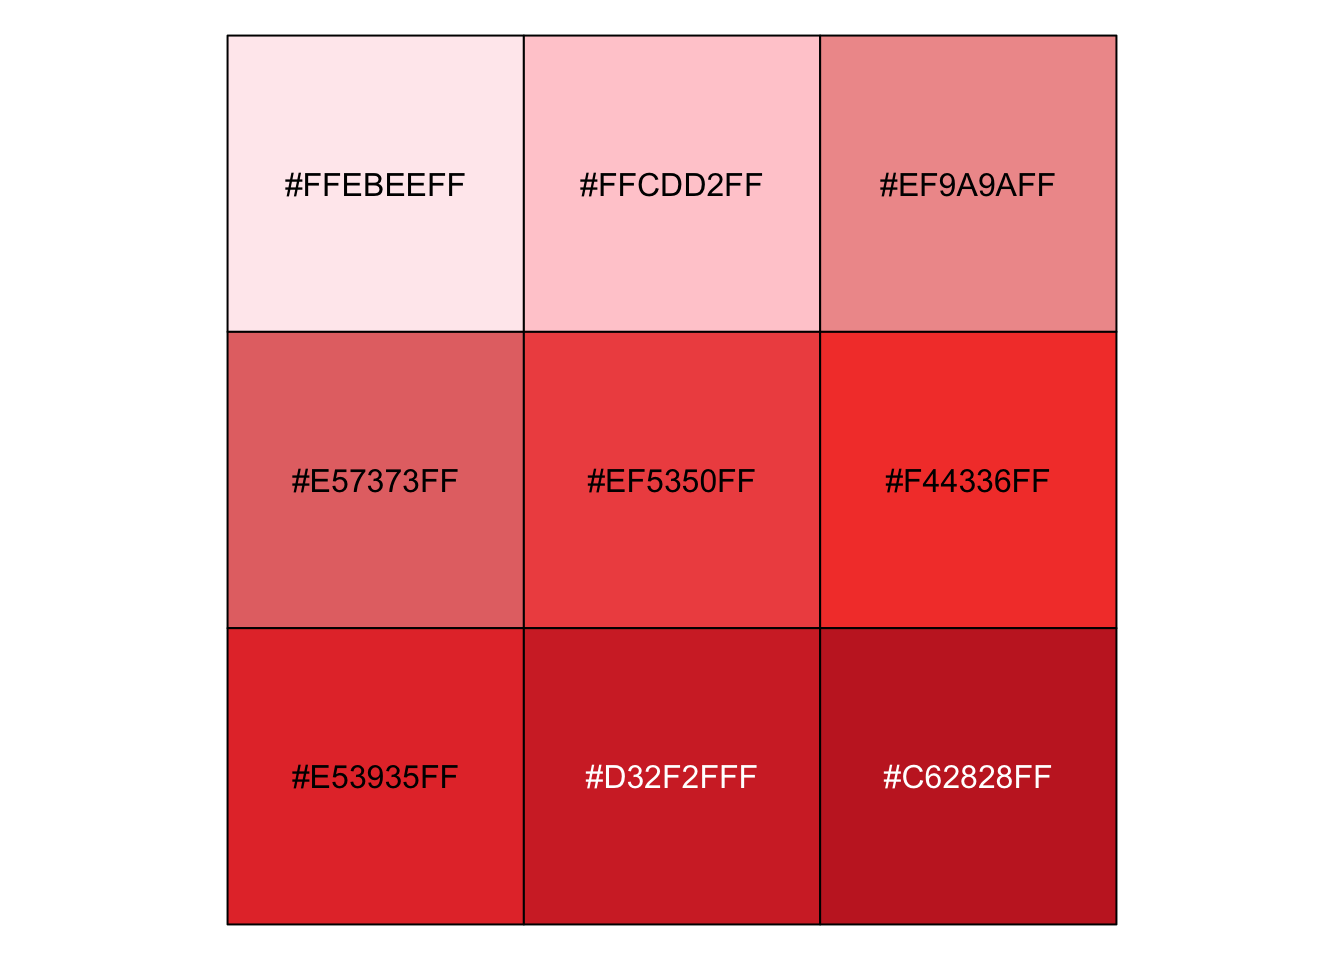 #FFEBEEFF #FFCDD2FF #EF9A9AFF
#E57373FF #EF5350FF #F44336FF
#E53935FF #D32F2FFF #C62828FF